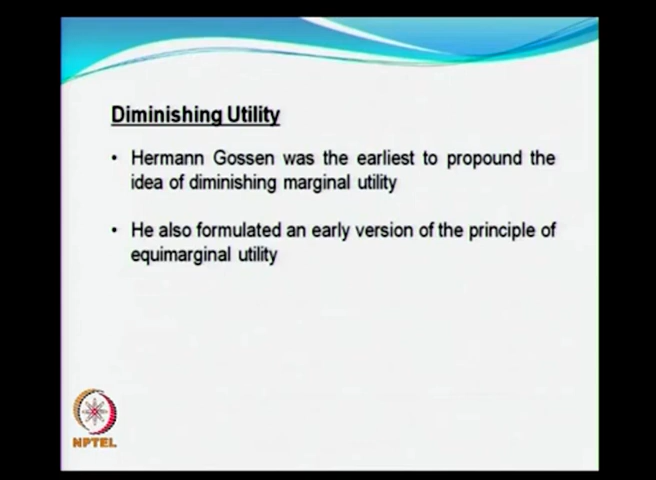 Diminishing Utility
• Hermann Gossen was the earliest to propound the
idea of diminishing marginal utility
• He also formulated an early version of the principle of
equimarginal utility
NPTEL